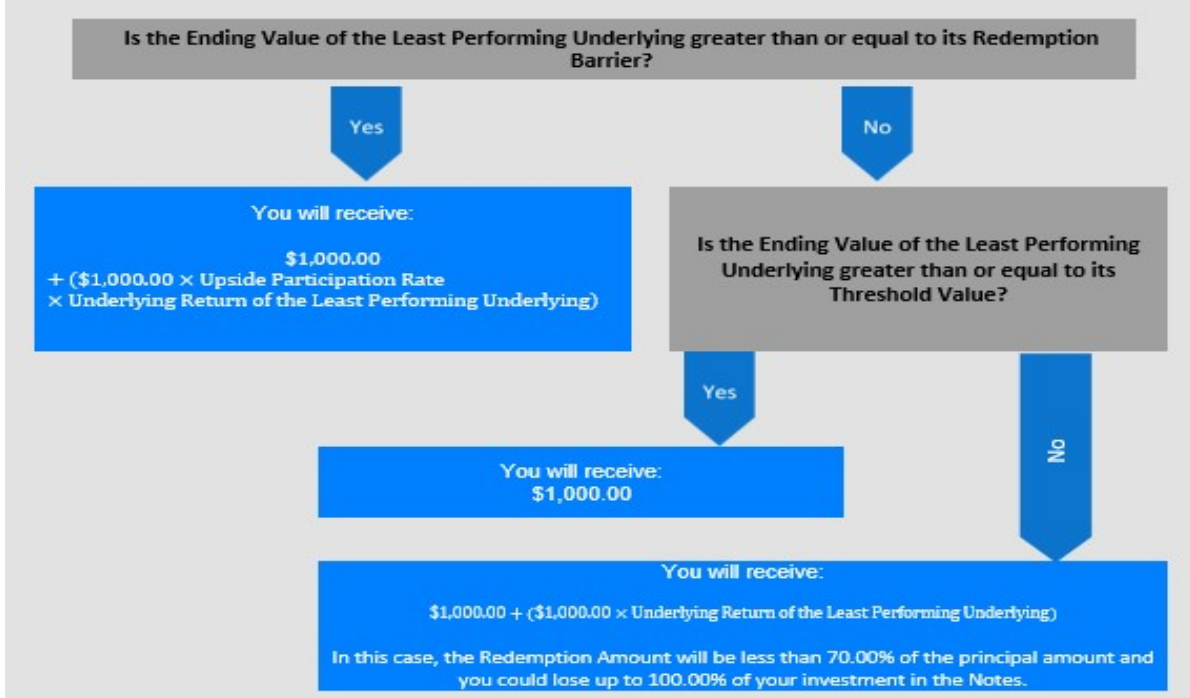 Is the Ending Value of the Least Performing Underlying greater than or equal to its Redemption
Barrier?
Yes
No
You will receive:
$1,000.00
+ ($1,000.00 × Upside Participation Rate
× Underlying Return of the Least Performing Underlying)
Is the Ending Value of the Least Performing
Underlying greater than or equal to its
Threshold Value?
Yes
No
You will receive:
$1,000.00
You will receive:
$1,000.00 + ($1,000.00 × Underlying Return of the Least Performing Underlying)
In this case, the Redemption Amount will be less than 70.00% of the principal amount and
you could lose up to 100.00% of your investment in the Notes.